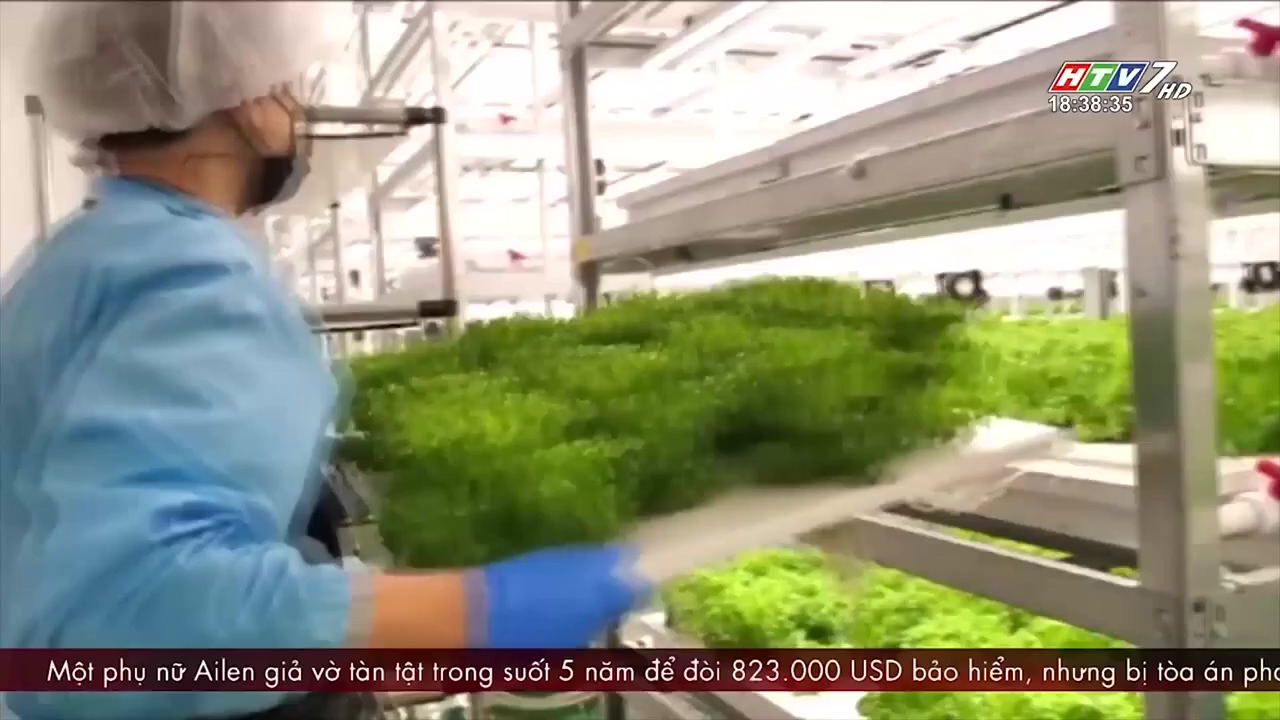 HTV7 HD
18:38:35
Một phụ nữ Ailen giả vờ tàn tật trong suốt 5 năm để đòi 823.000 USD bảo hiểm, nhưng bị tòa án